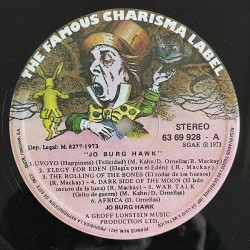 THE FAMOUS CHARISMA LABEL
STEREO
63 69 928 - A
Dep. Legal: M. 8277-1973
SGAE ℗ 1973
"JO BURG HAWK"
1. UVOYO (Happiness) (Felicidad) (M. Kahn/D. Ornellas/R. Mackay)
2. ELEGY FOR EDEN (Elegía para el Edén) (R. Mackay)
3. THE ROLLING OF THE BONES (El rodar de los huesos)
(R. Mackay) - 4. DARK SIDE OF THE MOON (El lado
oscuro de la luna) (R. Mackay) - 5. WAR TALK
(Grito de guerra) (M. Kahn/D. Ornellas)
6. AFRICA (D. Ornellas)
JO BURG HAWK
A GEOFF LONSTEIN MUSIC
PRODUCTION LTD.